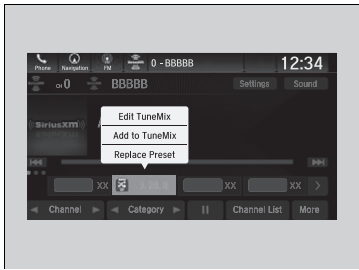 Phone Navigation FM 0 - BBBBB 12:34
CH 0 BBBBB Settings Sound
SiriusXM
Edit TuneMix
Add to TuneMix
Replace Preset
XX XX XX
Channel Category Channel List More